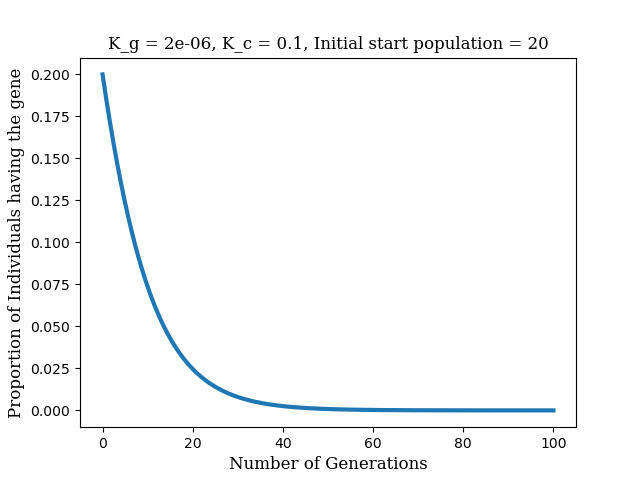 K_g = 2e-06, K_c = 0.1, Initial start population = 20
Proportion of Individuals having the gene
0.200
0.175
0.150
0.125
0.100
0.075
0.050
0.025
0.000
0 20 40 60 80 100
Number of Generations